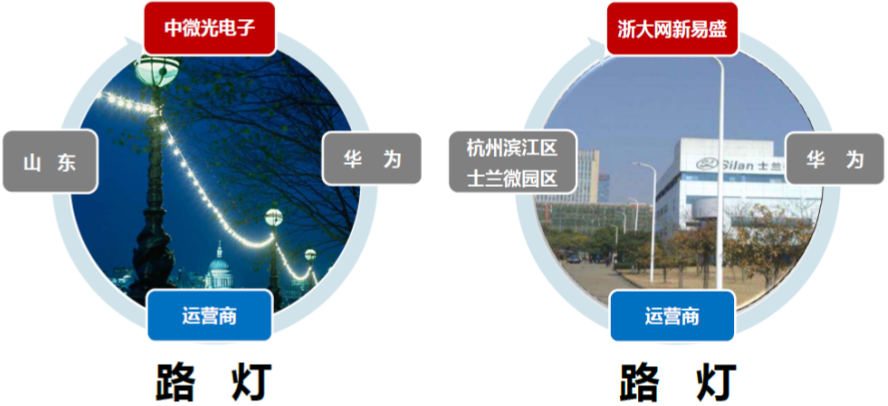 中微光电子
山 东
华 为
运营商
路 灯
浙大网新易盛
杭州滨江区
士兰微园区
Silan 士兰
华 为
运营商
路 灯